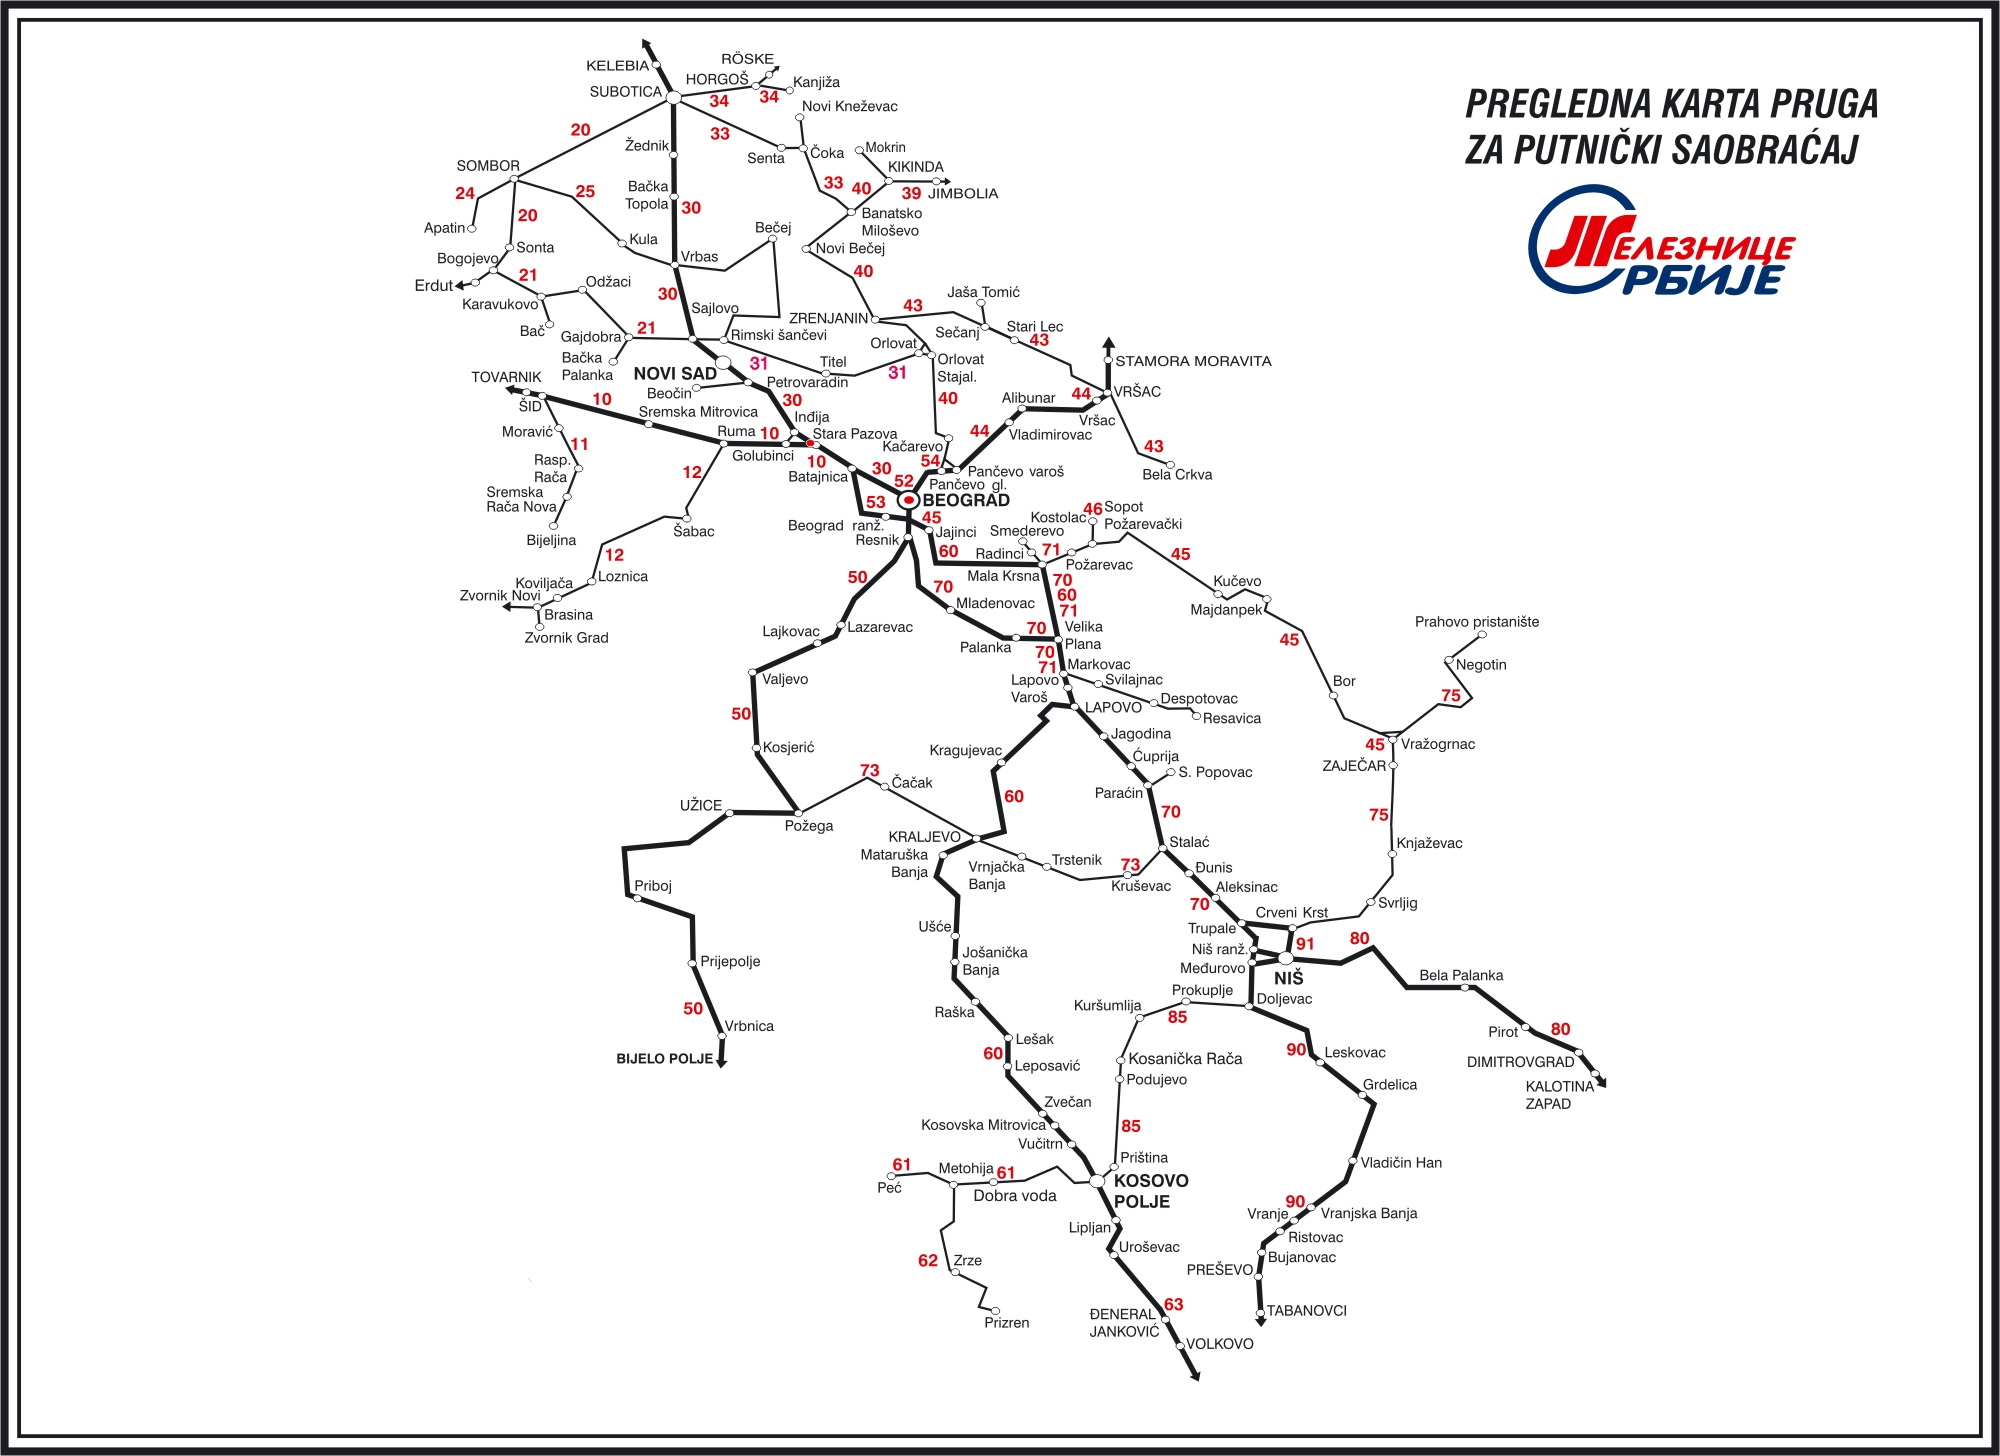 PREGLEDNA KARTA PRUGA
ZA PUTNIČKI SAOBRAĆAJ
ЖЕЛЕЗНИЦЕ
СРБИЈЕ
RÖSKE
KELEBIA
HORGOŠ
Kanjiža
SUBOTICA
34
34
Novi Kneževac
20
33
Žednik
Senta
Čoka
Mokrin
SOMBOR
KIKINDA
24
25
Bačka
Topola
30
33
40
39
JIMBOLIA
20
Apatin
Banatsko
Miloševo
Sonta
Kula
Bečej
Bogojevo
Vrbas
Novi Bečej
21
Odžaci
40
Erdut
Karavukovo
30
Jaša Tomić
Sajlovo
43
Bač
ZRENJANIN
Sečanj
Stari Lec
43
Gajdobra
21
Rimski šančevi
Orlovat
Bačka
Palanka
31
Titel
31
Orlovat
Stajal.
STAMORA MORAVITA
NOVI SAD
TOVARNIK
Petrovaradin
Beočin
10
30
40
Alibunar
44
VRŠAC
ŠID
Sremska Mitrovica
Inđija
Vršac
Moravić
11
Ruma
10
Stara Pazova
44
Vladimirovac
Golubinci
Kačarevo
43
Rasp.
Rača
12
10
Batajnica
30
54
Pančevo varoš
Bela Crkva
52
Pančevo gl.
Sremska
Rača Nova
53
BEOGRAD
46
Sopot
Požarevački
45
Kostolac
Beograd ranž.
Jajinci
Smederevo
Bijeljina
Šabac
Resnik
60
Radinci
71
45
12
Mala Krsna
Požarevac
Koviljača
Loznica
50
70
70
60
71
Kučevo
Zvornik Novi
Majdanpek
Brasina
Mladenovac
Zvornik Grad
Lajkovac
Lazarevac
70
Velika
Plana
Prahovo pristanište
Palanka
45
70
71
Markovac
Negotin
Valjevo
Lapovo
Varoš
Svilajnac
Bor
Despotovac
75
50
LAPOVO
Resavica
Jagodina
Kosjerić
Kragujevac
45
Vražogrnac
Ćuprija
73
Čačak
S. Popovac
ZAJEČAR
Paraćin
60
UŽICE
70
75
Požega
KRALJEVO
Stalać
Knjaževac
Mataruška
Banja
Vrnjačka
Banja
Trstenik
73
Đunis
Priboj
Kruševac
Aleksinac
70
Svrljig
Crveni Krst
Ušće
Trupale
91
80
Niš ranž.
Jošanička
Banja
Prijepolje
Međurovo
NIŠ
Bela Palanka
Raška
Kuršumlija
Prokuplje
Doljevac
50
85
Vrbnica
Lešak
Pirot
80
60
90
Leskovac
BIJELO POLJE
Leposavić
Kosanička Rača
DIMITROVGRAD
Podujevo
Grdelica
KALOTINA
ZAPAD
Zvečan
Kosovska Mitrovica
85
Vučitrn
61
Metohija
61
Priština
Vladičin Han
Peć
Dobra voda
KOSOVO
POLJE
90
Vranje
Vranjska Banja
Lipljan
Ristovac
Uroševac
62
Zrze
Bujanovac
PREŠEVO
63
Prizren
ĐENERAL
JANKOVIĆ
TABANOVCI
VOLKOVO